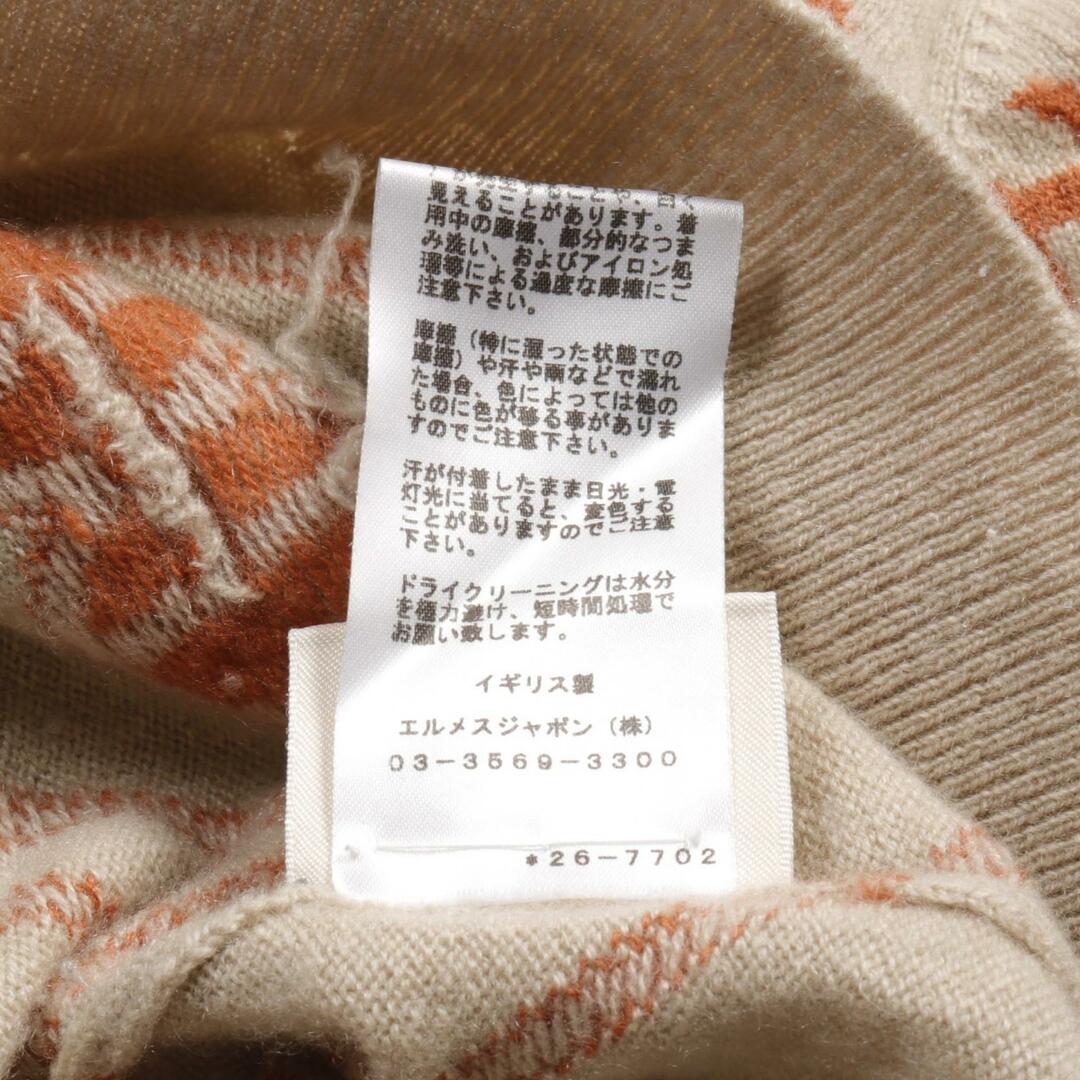 見えることがあります。着
用中の摩擦、部分的なつま
み洗い、およびアイロン処
理等による過度な摩擦にご
注意下さい。
摩擦（特に湿った状態での
摩擦）や汗や雨などで濡れ
た場合、色によっては他の
ものに色が移る事がありま
すのでご注意下さい。
汗が付着したまま日光・電
灯光に当てると、変色する
ことがありますのでご注意
下さい。
ドライクリーニングは水分
を極力避け、短時間処理で
お願い致します。
イギリス製
エルメスジャポン（株）
03-3569-3300
*26-7702